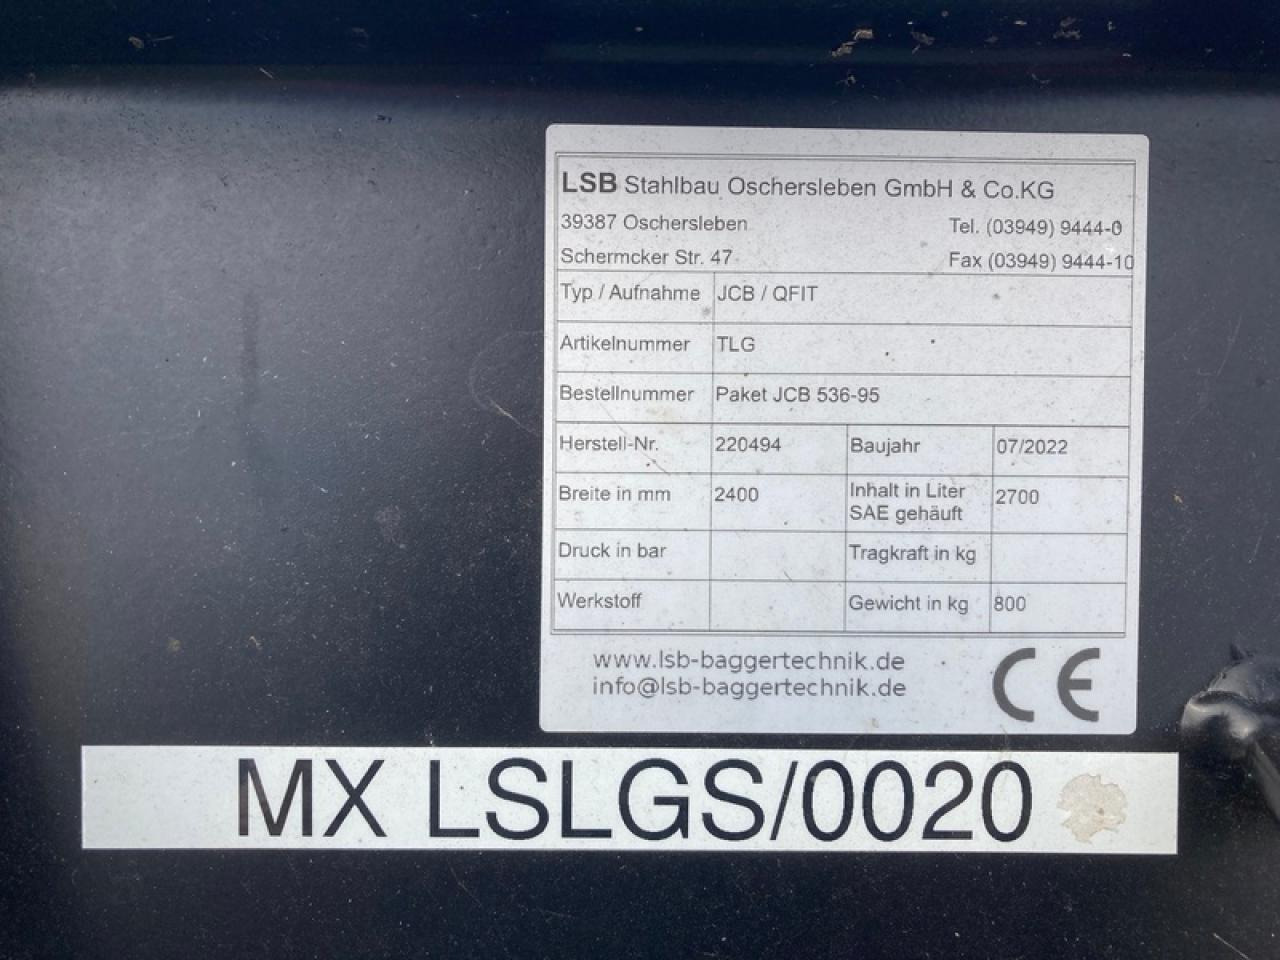 LSB Stahlbau Oschersleben GmbH & Co.KG
39387 Oschersleben Tel. (03949) 9444-0
Schermcker Str. 47 Fax (03949) 9444-10
Typ / Aufnahme JCB / QFIT
Artikelnummer TLG
Bestellnummer Paket JCB 536-95
Herstell-Nr. 220494 Baujahr 07/2022
Breite in mm 2400 Inhalt in Liter SAE gehäuft 2700
Druck in bar Tragkraft in kg
Werkstoff Gewicht in kg 800
www.lsb-baggertechnik.de
info@lsb-baggertechnik.de CE
MX LSLGS/0020